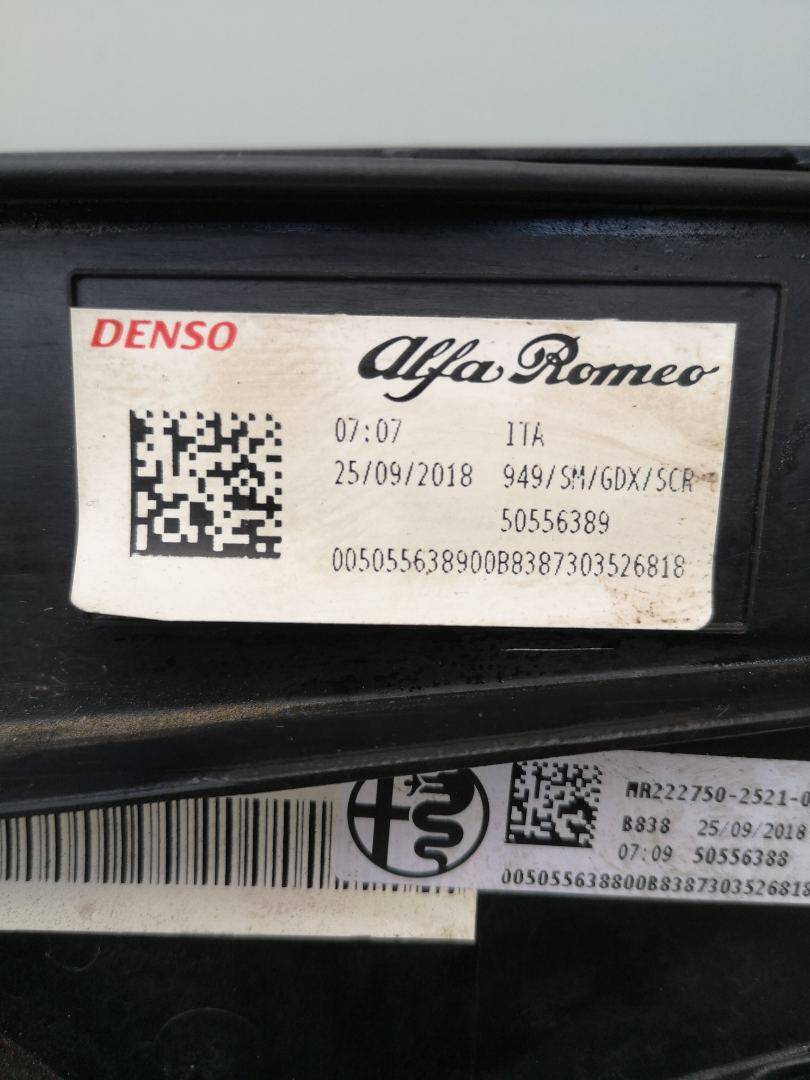 DENSO
Alfa Romeo
07:07 ITA
25/09/2018 949/SM/GDX/SCR
50556389
005055638900B8387303526818
MR222750-2521-0
B838 25/09/2018
07:09 50556388
005055638800B8387303526818